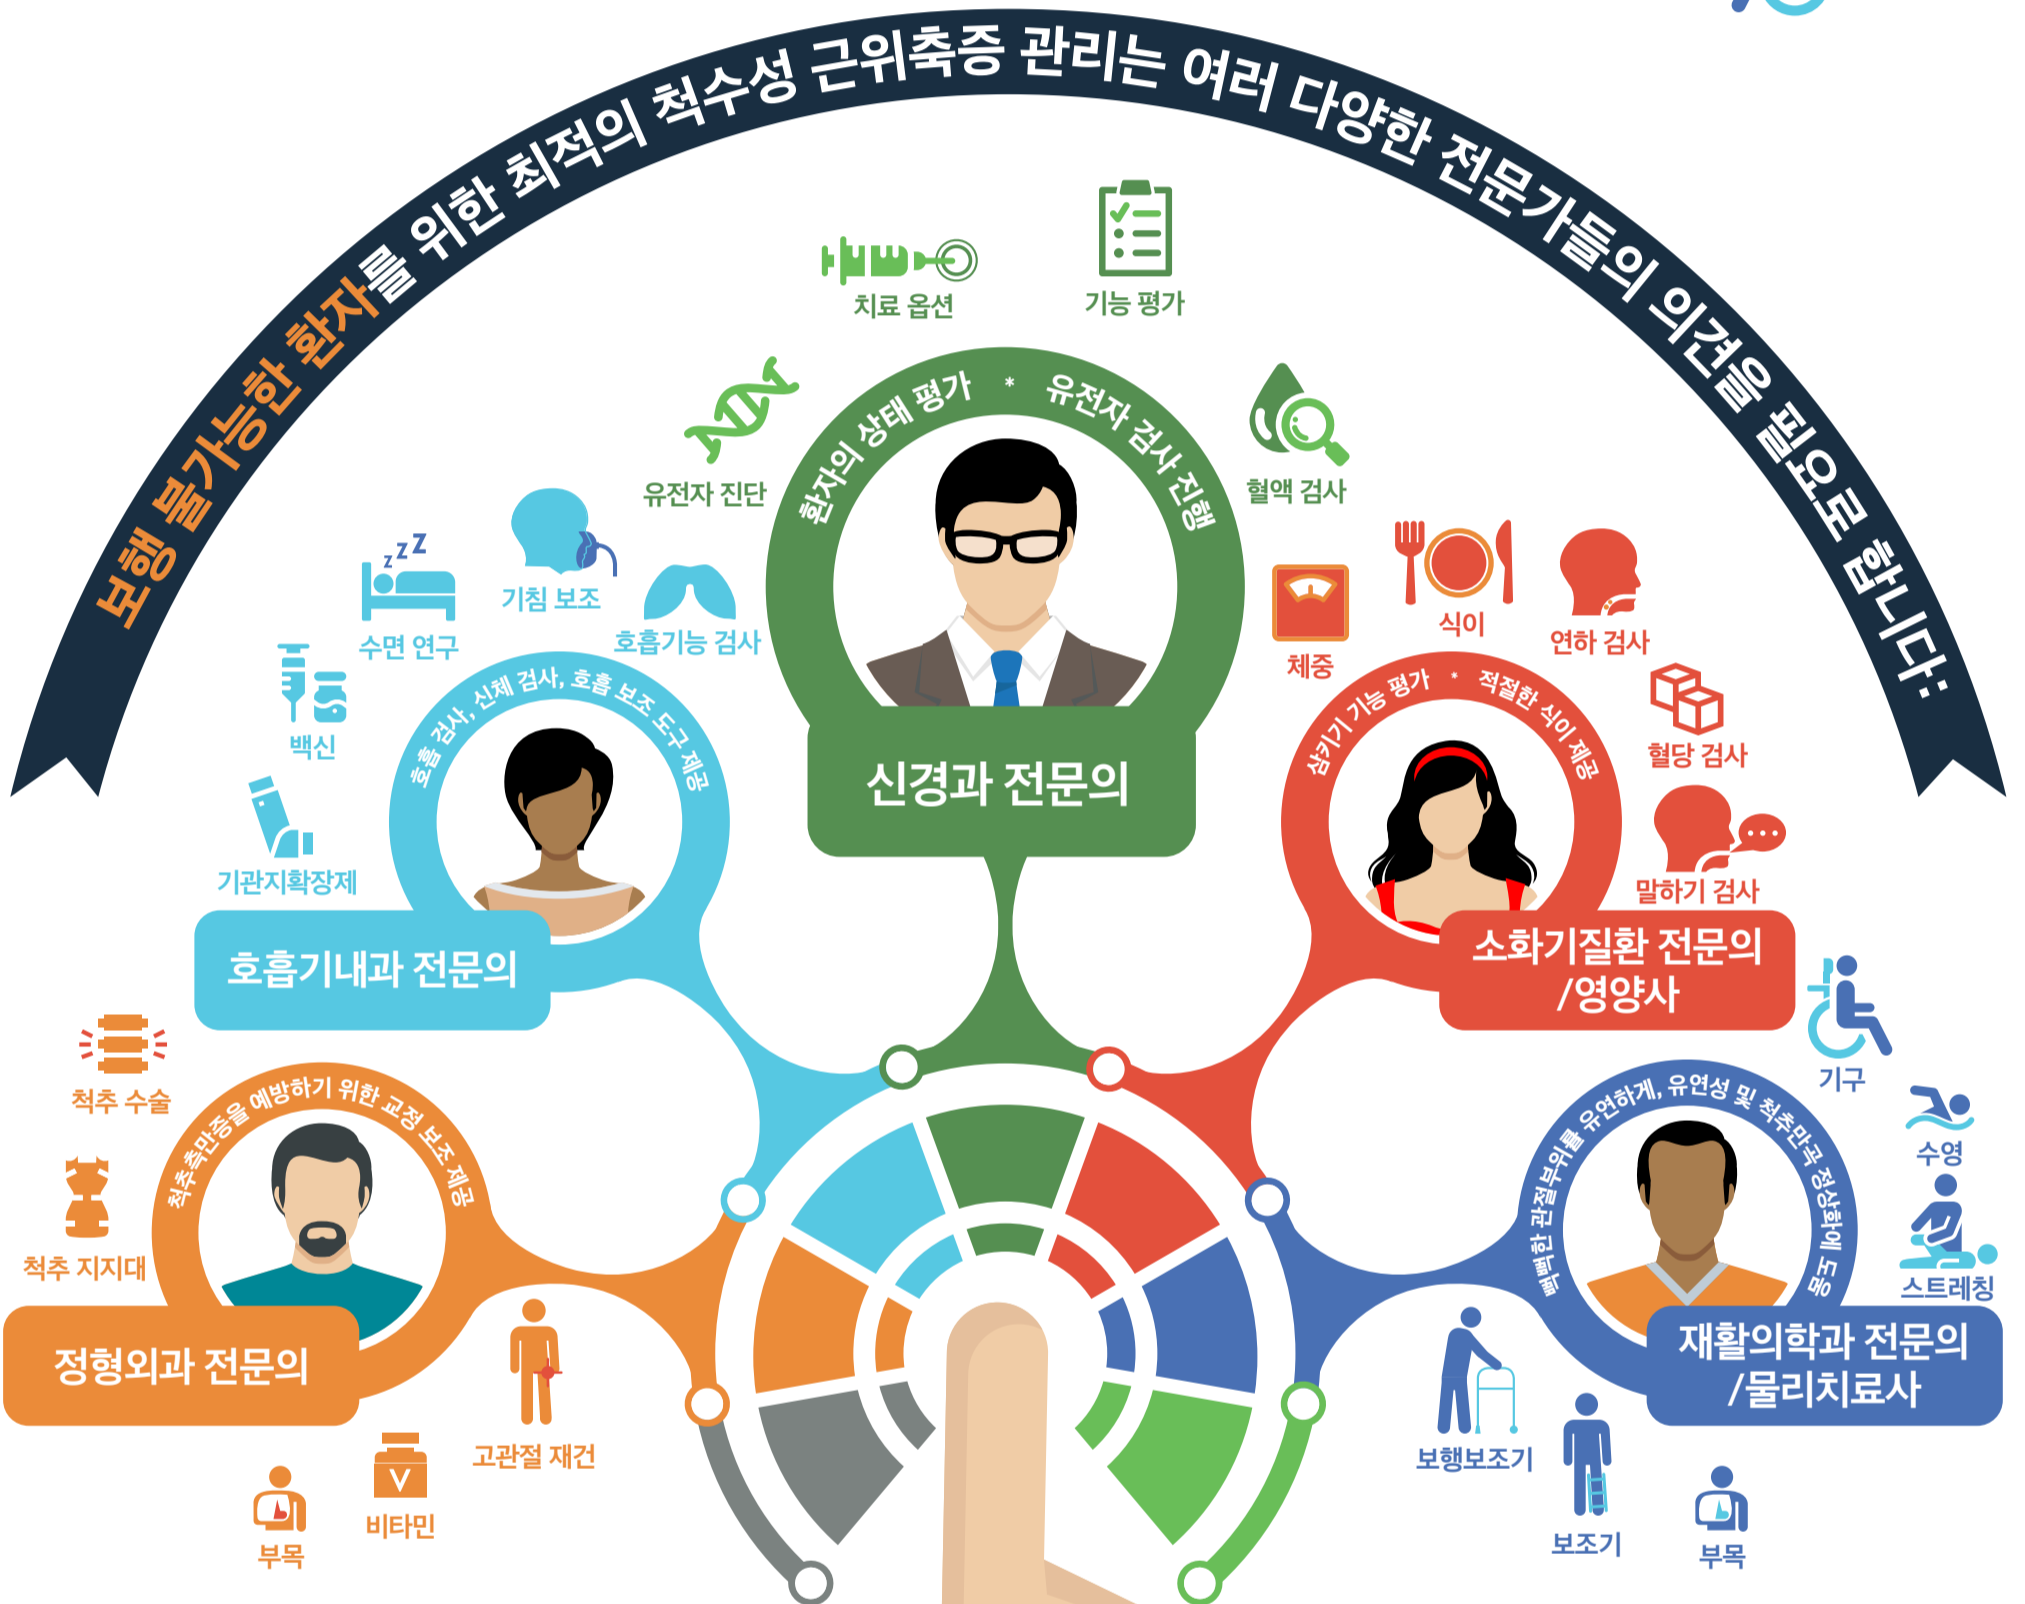 보행 불가능한 환자를 위한 최적의 척수성 근위축증 관리는 여러 다양한 전문가들의 의견을 필요로 합니다:
치료 옵션
기능 평가
유전자 진단
환자의 상태 평가 * 유전자 검사 진행
혈액 검사
신경과 전문의
기침 보조
수면 연구
호흡기능 검사
백신
기관지확장제
호흡 검사, 신체 검사, 호흡 보조 도구 제공
호흡기내과 전문의
체중
식이
연하 검사
혈당 검사
말하기 검사
삼키기 기능 평가 * 적절한 식이 제공
소화기질환 전문의
/영양사
척추 수술
척추 지지대
척추측만증을 예방하기 위한 교정 보조 제공
정형외과 전문의
고관절 재건
V
비타민
부목
기구
수영
스트레칭
뻑뻑한 관절부위를 유연하게, 유연성 및 척추만곡 정상화에 도움
재활의학과 전문의
/물리치료사
보행보조기
보조기
부목
z z Z